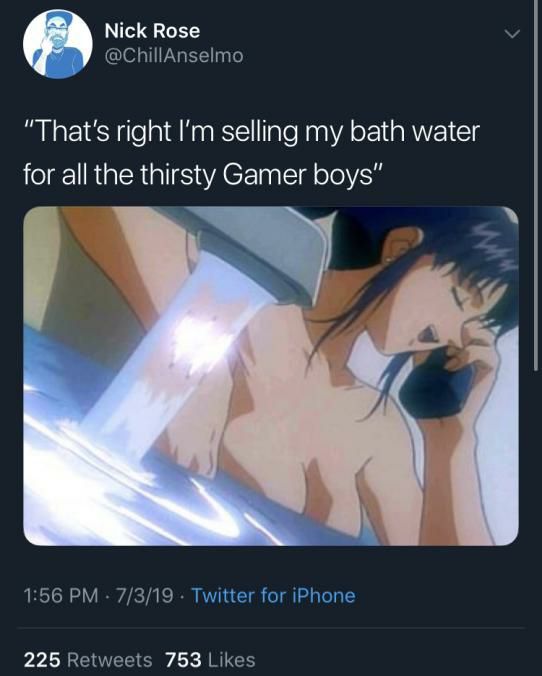 Nick Rose
@ChillAnselmo
“That’s right I’m selling my bath water
for all the thirsty Gamer boys”
1:56 PM · 7/3/19 · Twitter for iPhone
225 Retweets 753 Likes